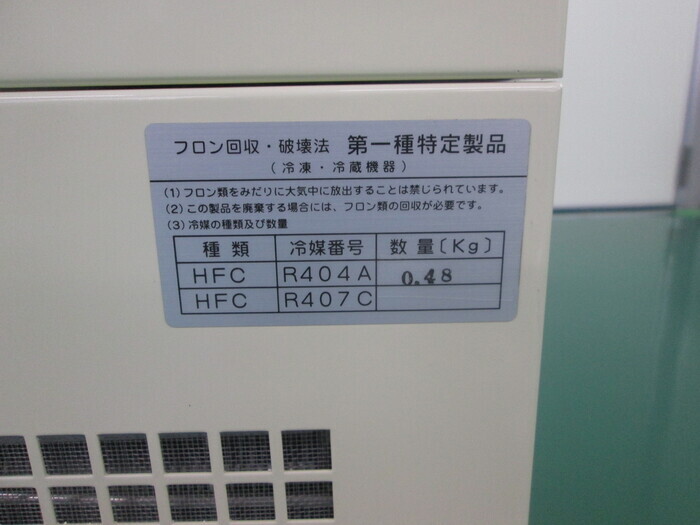 フロン回収・破壊法 第一種特定製品
(冷凍・冷蔵機器)
(1) フロン類をみだりに大気中に放出することは禁じられています。
(2) この製品を廃棄する場合には、フロン類の回収が必要です。
(3) 冷媒の種類及び数量
種類 冷媒番号 数量〔Kg〕
HFC R404A 0.48
HFC R407C